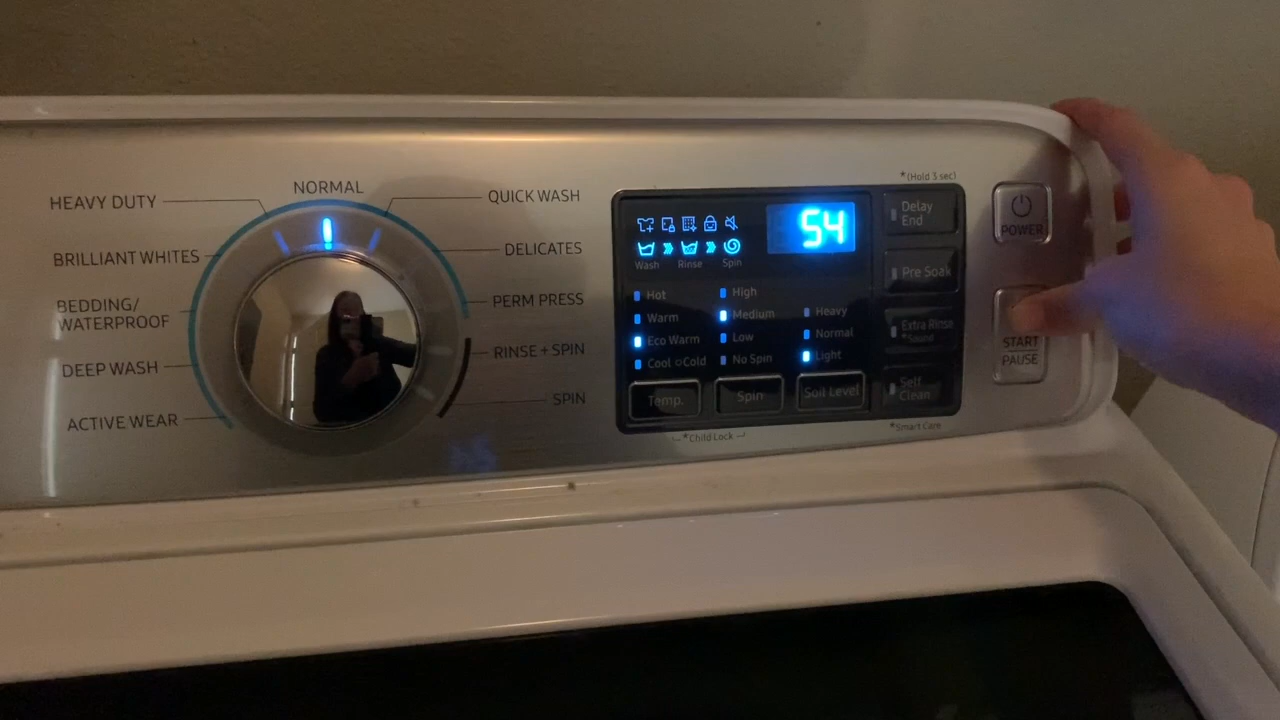 NORMAL
HEAVY DUTY
BRILLIANT WHITES
BEDDING/
WATERPROOF
DEEP WASH
ACTIVE WEAR
QUICK WASH
DELICATES
PERM PRESS
RINSE + SPIN
SPIN
54
Wash Rinse Spin
Hot
Warm
Eco Warm
Cool Cold
High
Medium
Low
No Spin
Heavy
Normal
Light
Temp.
Spin
Soil Level
*Child Lock
*(Hold 3 sec)
Delay
End
Pre Soak
Extra Rinse
*Sound
Self
Clean
*Smart Care
POWER
START
PAUSE